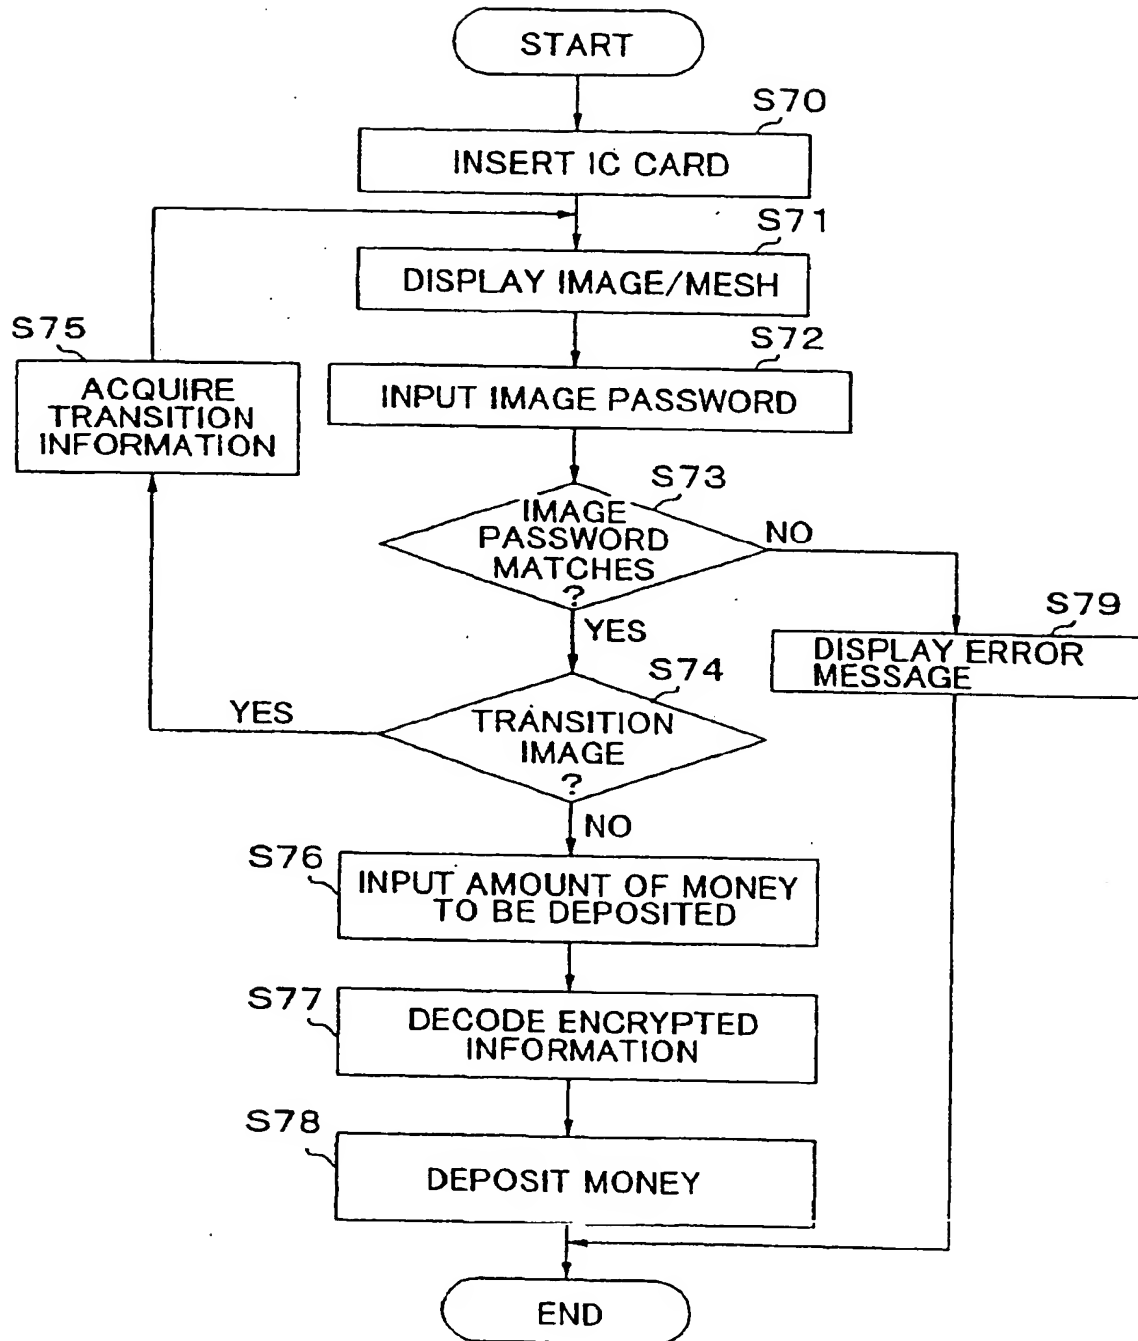 START
S70
INSERT IC CARD
S71
DISPLAY IMAGE/MESH
S75
ACQUIRE
TRANSITION
INFORMATION
S72
INPUT IMAGE PASSWORD
S73
IMAGE
PASSWORD
MATCHES
?
NO
YES
S79
DISPLAY ERROR
MESSAGE
S74
TRANSITION
IMAGE
?
YES
NO
S76
INPUT AMOUNT OF MONEY
TO BE DEPOSITED
S77
DECODE ENCRYPTED
INFORMATION
S78
DEPOSIT MONEY
END